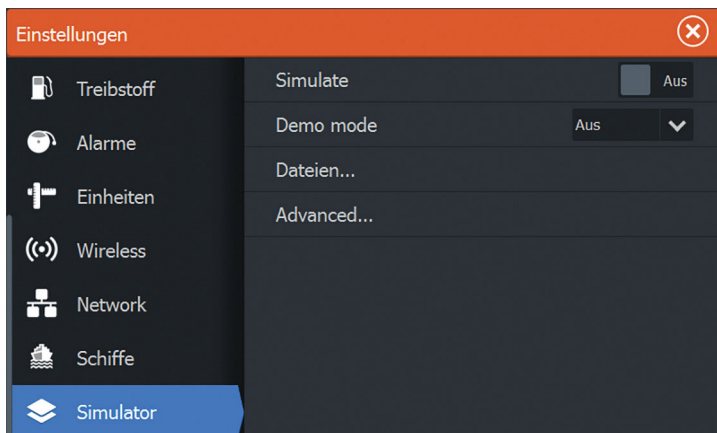 Einstellungen
Treibstoff
Alarme
Einheiten
Wireless
Network
Schiffe
Simulator
Simulate Aus
Demo mode Aus
Dateien...
Advanced...